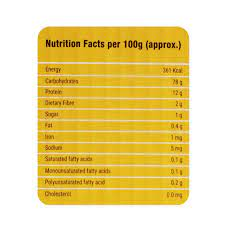 Nutrition Facts per 100g (approx.)
Energy 361 Kcal
Carbohydrates 76 g
Protein 12 g
Dietary Fibre 2 g
Sugar 1 g
Fat 0.4 g
Iron 1 mg
Sodium 5 mg
Saturated fatty acids 0.1 g
Monounsaturated fatty acids 0.1 g
Polyunsaturated fatty acid 0.2 g
Cholesterol 0.0 mg